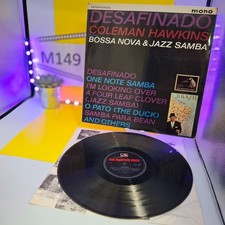 mono
DESAFINADO
COLEMAN HAWKINS
BOSSA NOVA & JAZZ SAMBA
M149
DESAFINADO
ONE NOTE SAMBA
I'M LOOKING OVER
A FOUR LEAF CLOVER
(JAZZ SAMBA)
O PATO (THE DUCK)
SAMBA PARA BEAN
AND OTHERS